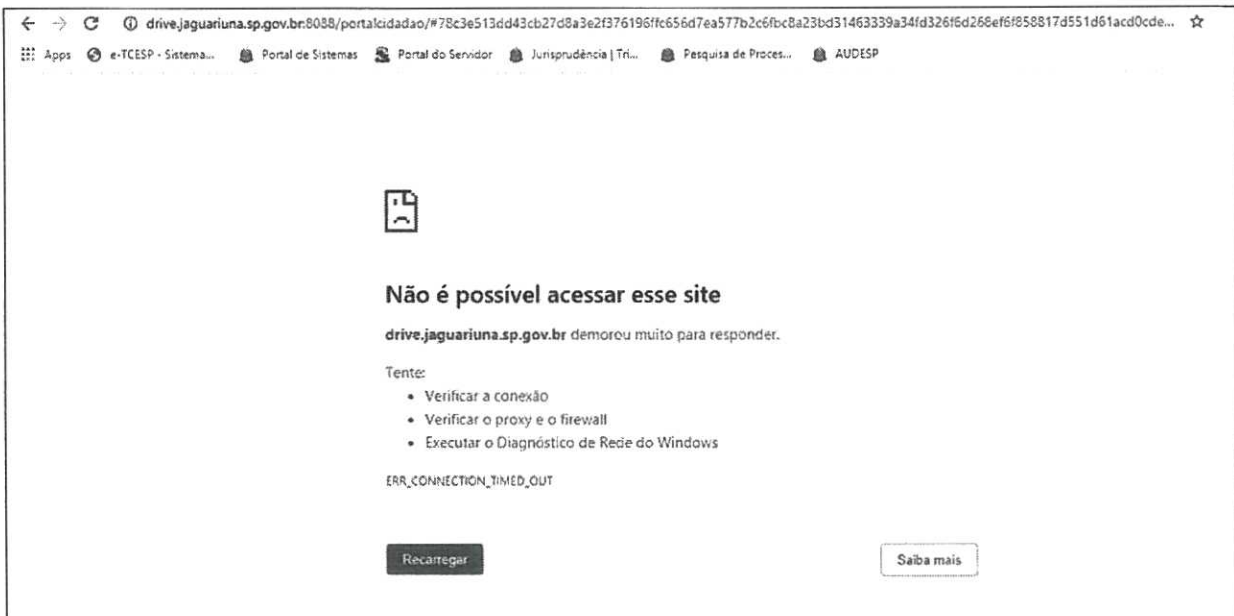 drive.jaguariuna.sp.gov.br:8088/portalcidadao/#78c3e513dd43cb27d8a3e2f376196ffc656d7ea577b2c6fbc8a23bd31463339a34fd326f6d268ef6f858817d551d61acd0cde...
Apps e-TCESP - Sistema... Portal de Sistemas Portal do Servidor Jurisprudência | Tri... Pesquisa de Proces... AUDESP
Não é possível acessar esse site
drive.jaguariuna.sp.gov.br demorou muito para responder.
Tente:
• Verificar a conexão
• Verificar o proxy e o firewall
• Executar o Diagnóstico de Rede do Windows
ERR_CONNECTION_TIMED_OUT
Recarregar Saiba mais